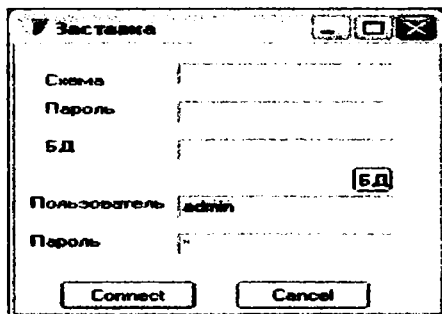 Заставка
Схема
Пароль
БД
БД
Пользователь admin
Пароль *
Connect Cancel